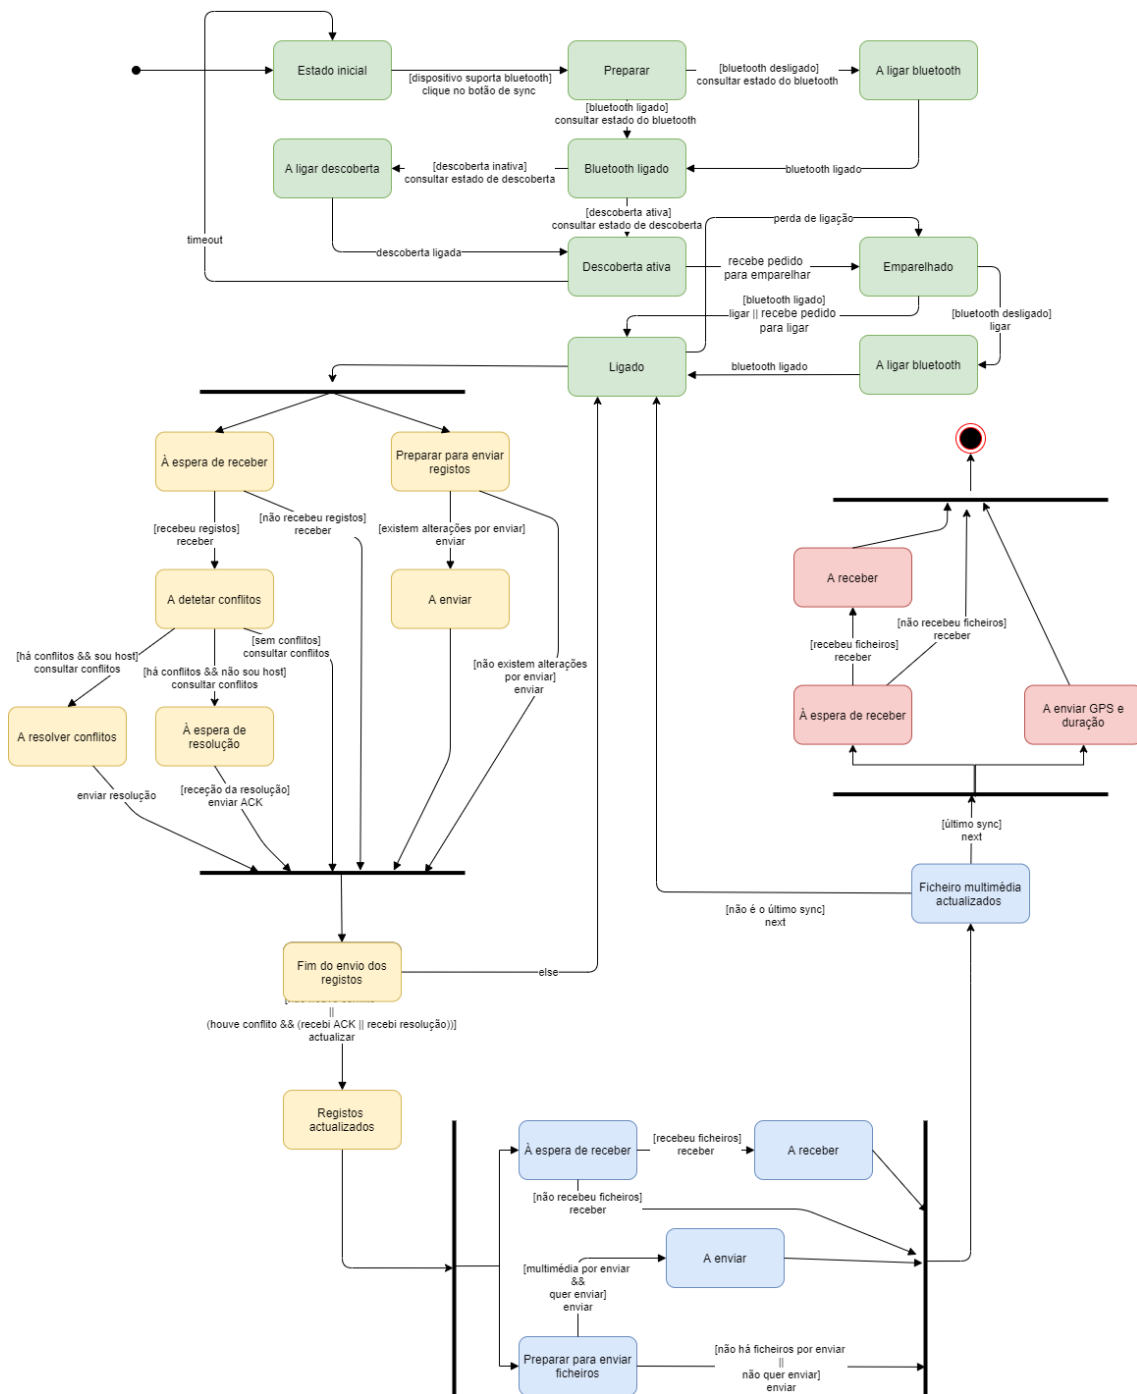 Estado inicial
[dispositivo suporta bluetooth]
clique no botão de sync
Preparar
[bluetooth desligado]
consultar estado do bluetooth
A ligar bluetooth
[bluetooth ligado]
consultar estado do bluetooth
A ligar descoberta
[descoberta inativa]
consultar estado de descoberta
Bluetooth ligado
bluetooth ligado
[descoberta ativa]
consultar estado de descoberta
perda de ligação
timeout
descoberta ligada
Descoberta ativa
recebe pedido
para emparelhar
Emparelhado
[bluetooth ligado]
ligar || recebe pedido
para ligar
[bluetooth desligado]
ligar
Ligado
bluetooth ligado
A ligar bluetooth
À espera de receber
Preparar para enviar
registos
[recebeu registos]
receber
[não recebeu registos]
receber
[existem alterações por enviar]
enviar
A detetar conflitos
A enviar
[há conflitos && sou host]
consultar conflitos
[há conflitos && não sou host]
consultar conflitos
[sem conflitos]
consultar conflitos
[não existem alterações
por enviar]
enviar
A resolver conflitos
À espera de
resolução
enviar resolução
[receção da resolução]
enviar ACK
A receber
[não recebeu ficheiros]
receber
[recebeu ficheiros]
receber
À espera de receber
A enviar GPS e
duração
[último sync]
next
Ficheiro multimédia
actualizados
[não é o último sync]
next
Fim do envio dos
registos
else
||
(houve conflito && (recebi ACK || recebi resolução))]
actualizar
Registos
actualizados
À espera de receber
[recebeu ficheiros]
receber
A receber
[não recebeu ficheiros]
receber
A enviar
[multimédia por enviar
&&
quer enviar]
enviar
Preparar para enviar
ficheiros
[não há ficheiros por enviar
||
não quer enviar]
enviar